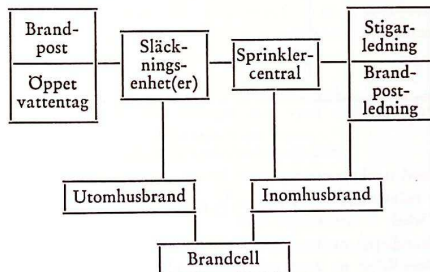 Brand-
post
Öppet
vattentag
Släck-
nings-
enhet(er)
Sprinkler-
central
Stigar-
ledning
Brand-
post-
ledning
Utomhusbrand
Inomhusbrand
Brandcell